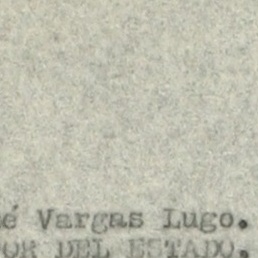 é Vargas Lugo.
OR DEL ESTADO.